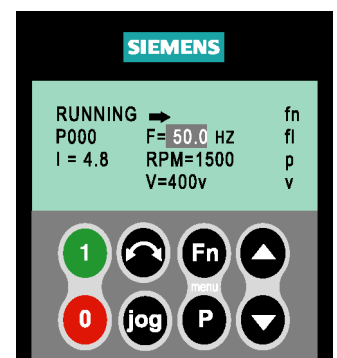 SIEMENS
RUNNING fn
P000 F= 50.0 HZ fl
I = 4.8 RPM=1500 p
V=400v v
1 Fn
menu
0 jog P